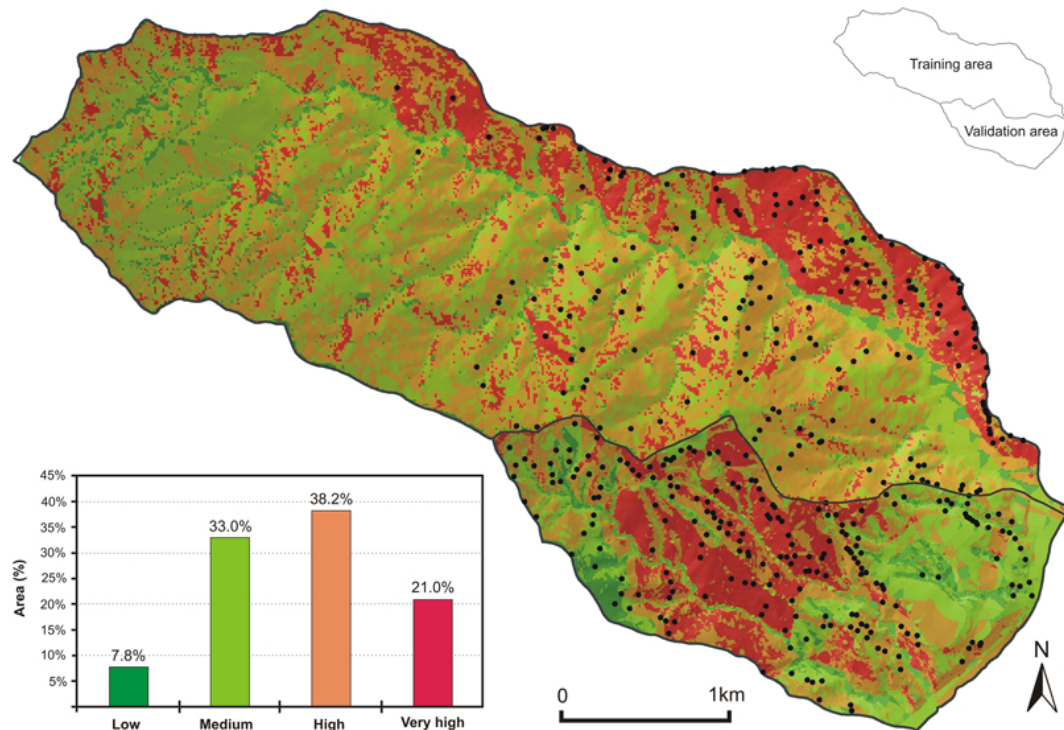 Training area
Validation area
45%
40%
35%
30%
25%
20%
15%
10%
5%
Area (%)
7.8%
33.0%
38.2%
21.0%
Low
Medium
High
Very high
0
1km
N